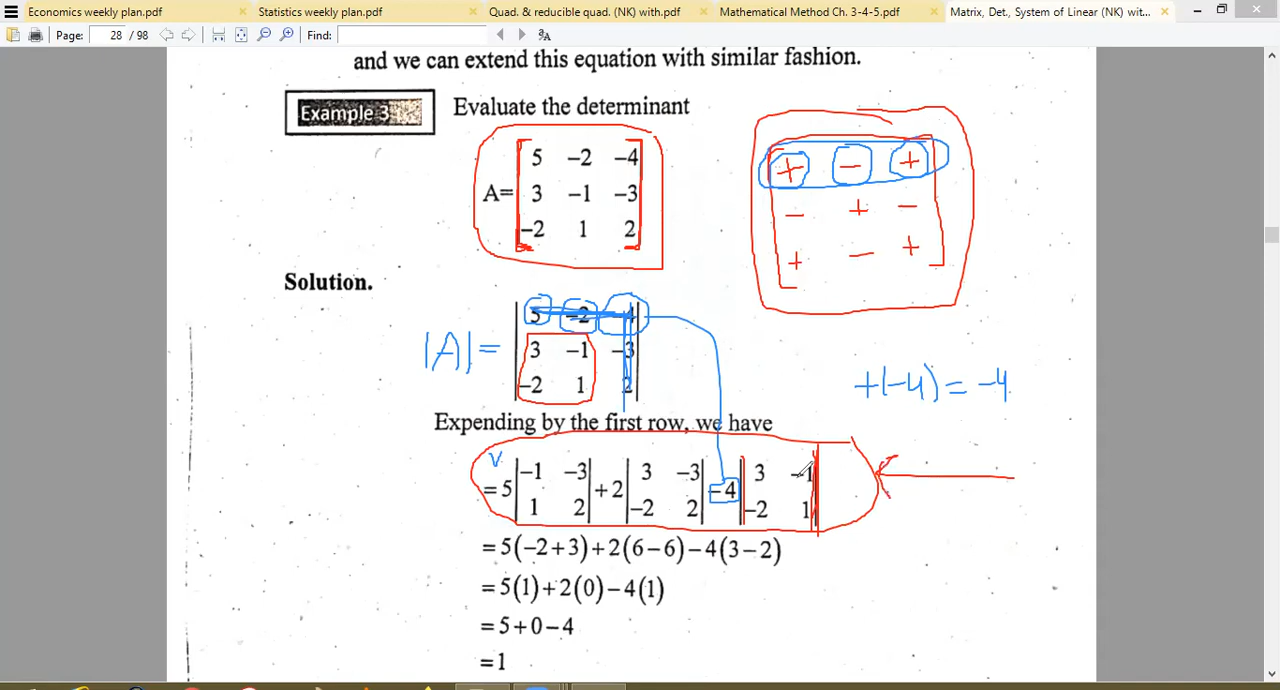 Economics weekly plan.pdf × Statistics weekly plan.pdf × Quad. & reducible quad. (NK) with.pdf × Mathematical Method Ch. 3-4-5.pdf × Matrix, Det., System of Linear (NK) wit... ×
Page: 28 / 98 Find:
and we can extend this equation with similar fashion.
Example 3 Evaluate the determinant
5 -2 -4
A= 3 -1 -3
-2 1 2
+ - +
- + -
+ - +
Solution.
5 -2 -4
|A| = 3 -1 -3
-2 1 2
+(-4) = -4
Expending by the first row, we have
=5 |-1 -3| +2 |3 -3| -4 |3 -1|
|1 2| |-2 2| |-2 1|
=5(-2+3)+2(6-6)-4(3-2)
=5(1)+2(0)-4(1)
=5+0-4
=1